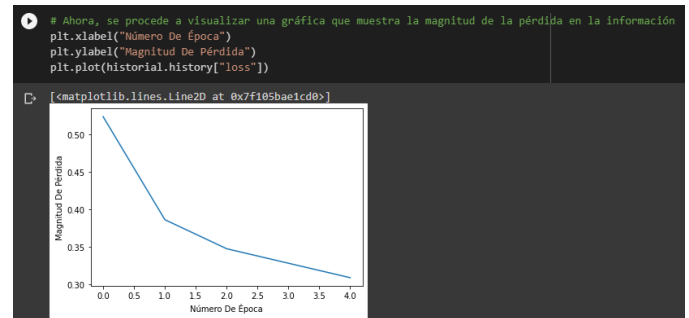 # Ahora, se procede a visualizar una gráfica que muestra la magnitud de la pérdida en la información
plt.xlabel("Número De Época")
plt.ylabel("Magnitud De Pérdida")
plt.plot(historial.history["loss"])
[<matplotlib.lines.Line2D at 0x7f105bae1cd0>]
0.50
0.45
0.40
0.35
0.30
Magnitud De Pérdida
0.0 0.5 1.0 1.5 2.0 2.5 3.0 3.5 4.0
Número De Época